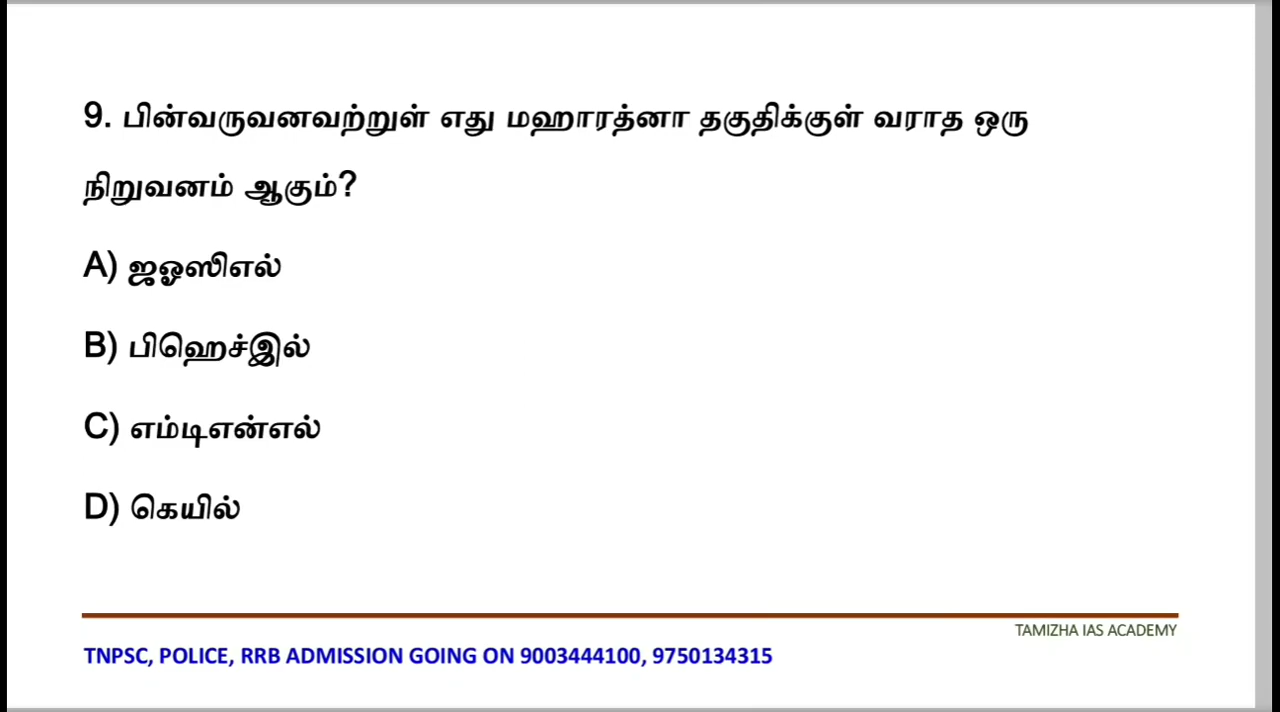 9. பின்வருவனவற்றுள் எது மஹாரத்னா தகுதிக்குள் வராத ஒரு
நிறுவனம் ஆகும்?
A) ஐஓஸிஎல்
B) பிஹெச்இல்
C) எம்டிஎன்எல்
D) கெயில்
TAMIZHA IAS ACADEMY
TNPSC, POLICE, RRB ADMISSION GOING ON 9003444100, 9750134315